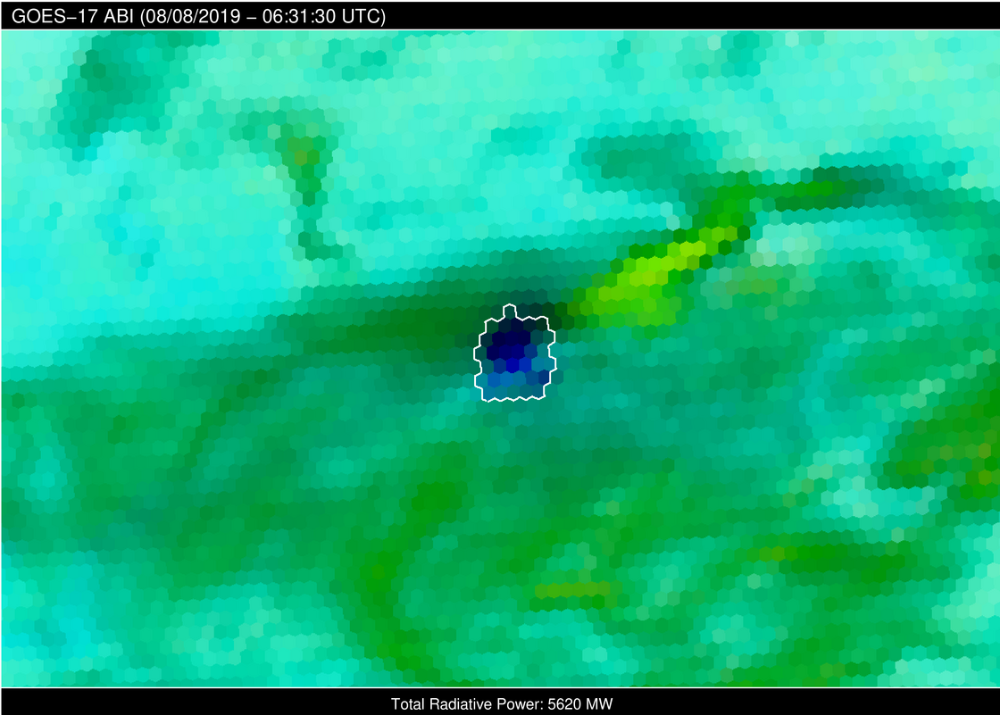 GOES−17 ABI (08/08/2019 − 06:31:30 UTC)
Total Radiative Power: 5620 MW